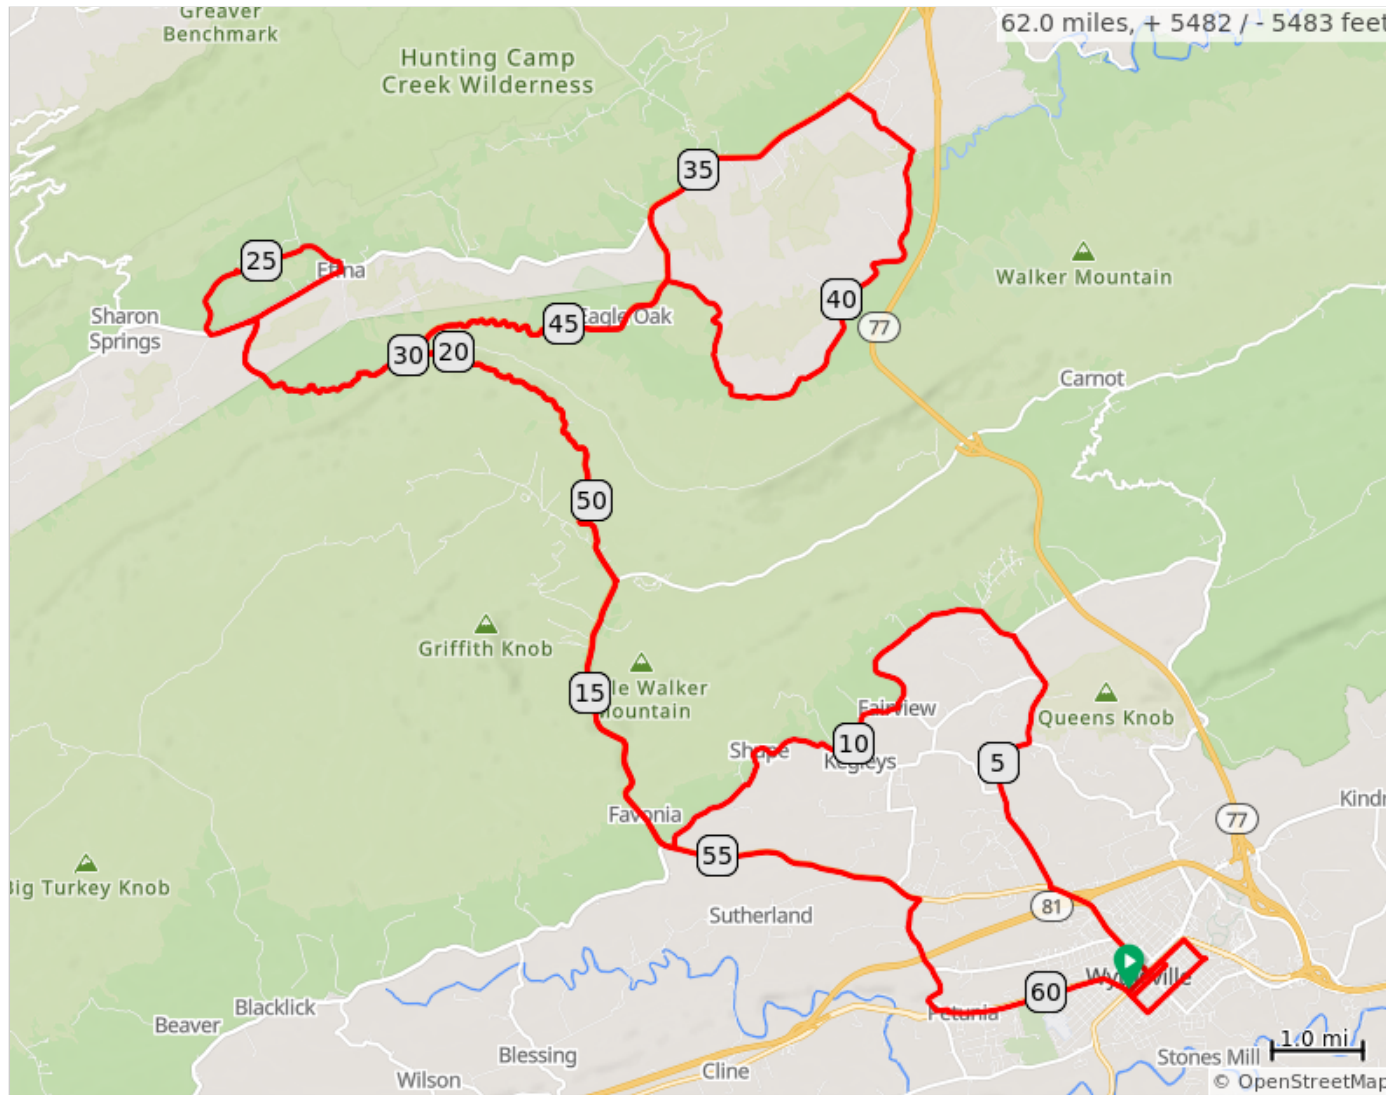 Greaver
Benchmark
62.0 miles, + 5482 / - 5483 feet
Hunting Camp
Creek Wilderness
35
25
Sharon
Springs
Walker Mountain
40
45
Eagle Oak
77
30
20
Carnot
50
Griffith Knob
15
Mountain
Fairview
Queens Knob
10
Kegleys
5
Favonia
77
55
Big Turkey Knob
81
Sutherland
60
Petunia
Blacklick
Beaver
Blessing
Wilson
Cline
1.0 mi
Stones Mill
© OpenStreetMap